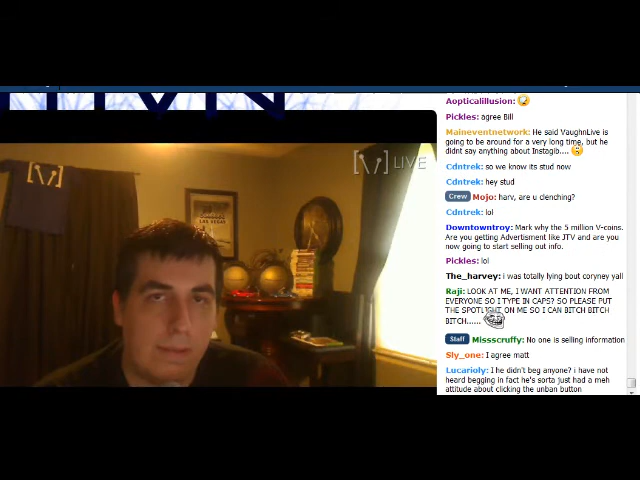 [\/] LIVE
[\/]
LAS VEGAS
Aopticalillusion:
Pickles: agree Bill
Maineventnetwork: He said VaughnLive is
going to be around for a very long time, but he
didnt say anything about Instagib....
Cdntrek: so we know its stud now
Cdntrek: hey stud
Crew Mojo: harv, are u clenching?
Cdntrek: lol
Downtowntroy: Mark why the 5 million V-coins.
Are you getting Advertisment like JTV and are you
now going to start selling out info.
Pickles: lol
The_harvey: i was totally lying bout coryney yall
Raji: LOOK AT ME, I WANT ATTENTION FROM
EVERYONE SO I TYPE IN CAPS? SO PLEASE PUT
THE SPOTLIGHT ON ME SO I CAN BITCH BITCH
BITCH......
Staff Missscruffy: No one is selling information
Sly_one: I agree matt
Lucarioly: I he didn't beg anyone? i have not
heard begging in fact he's sorta just had a meh
attitude about clicking the unban button